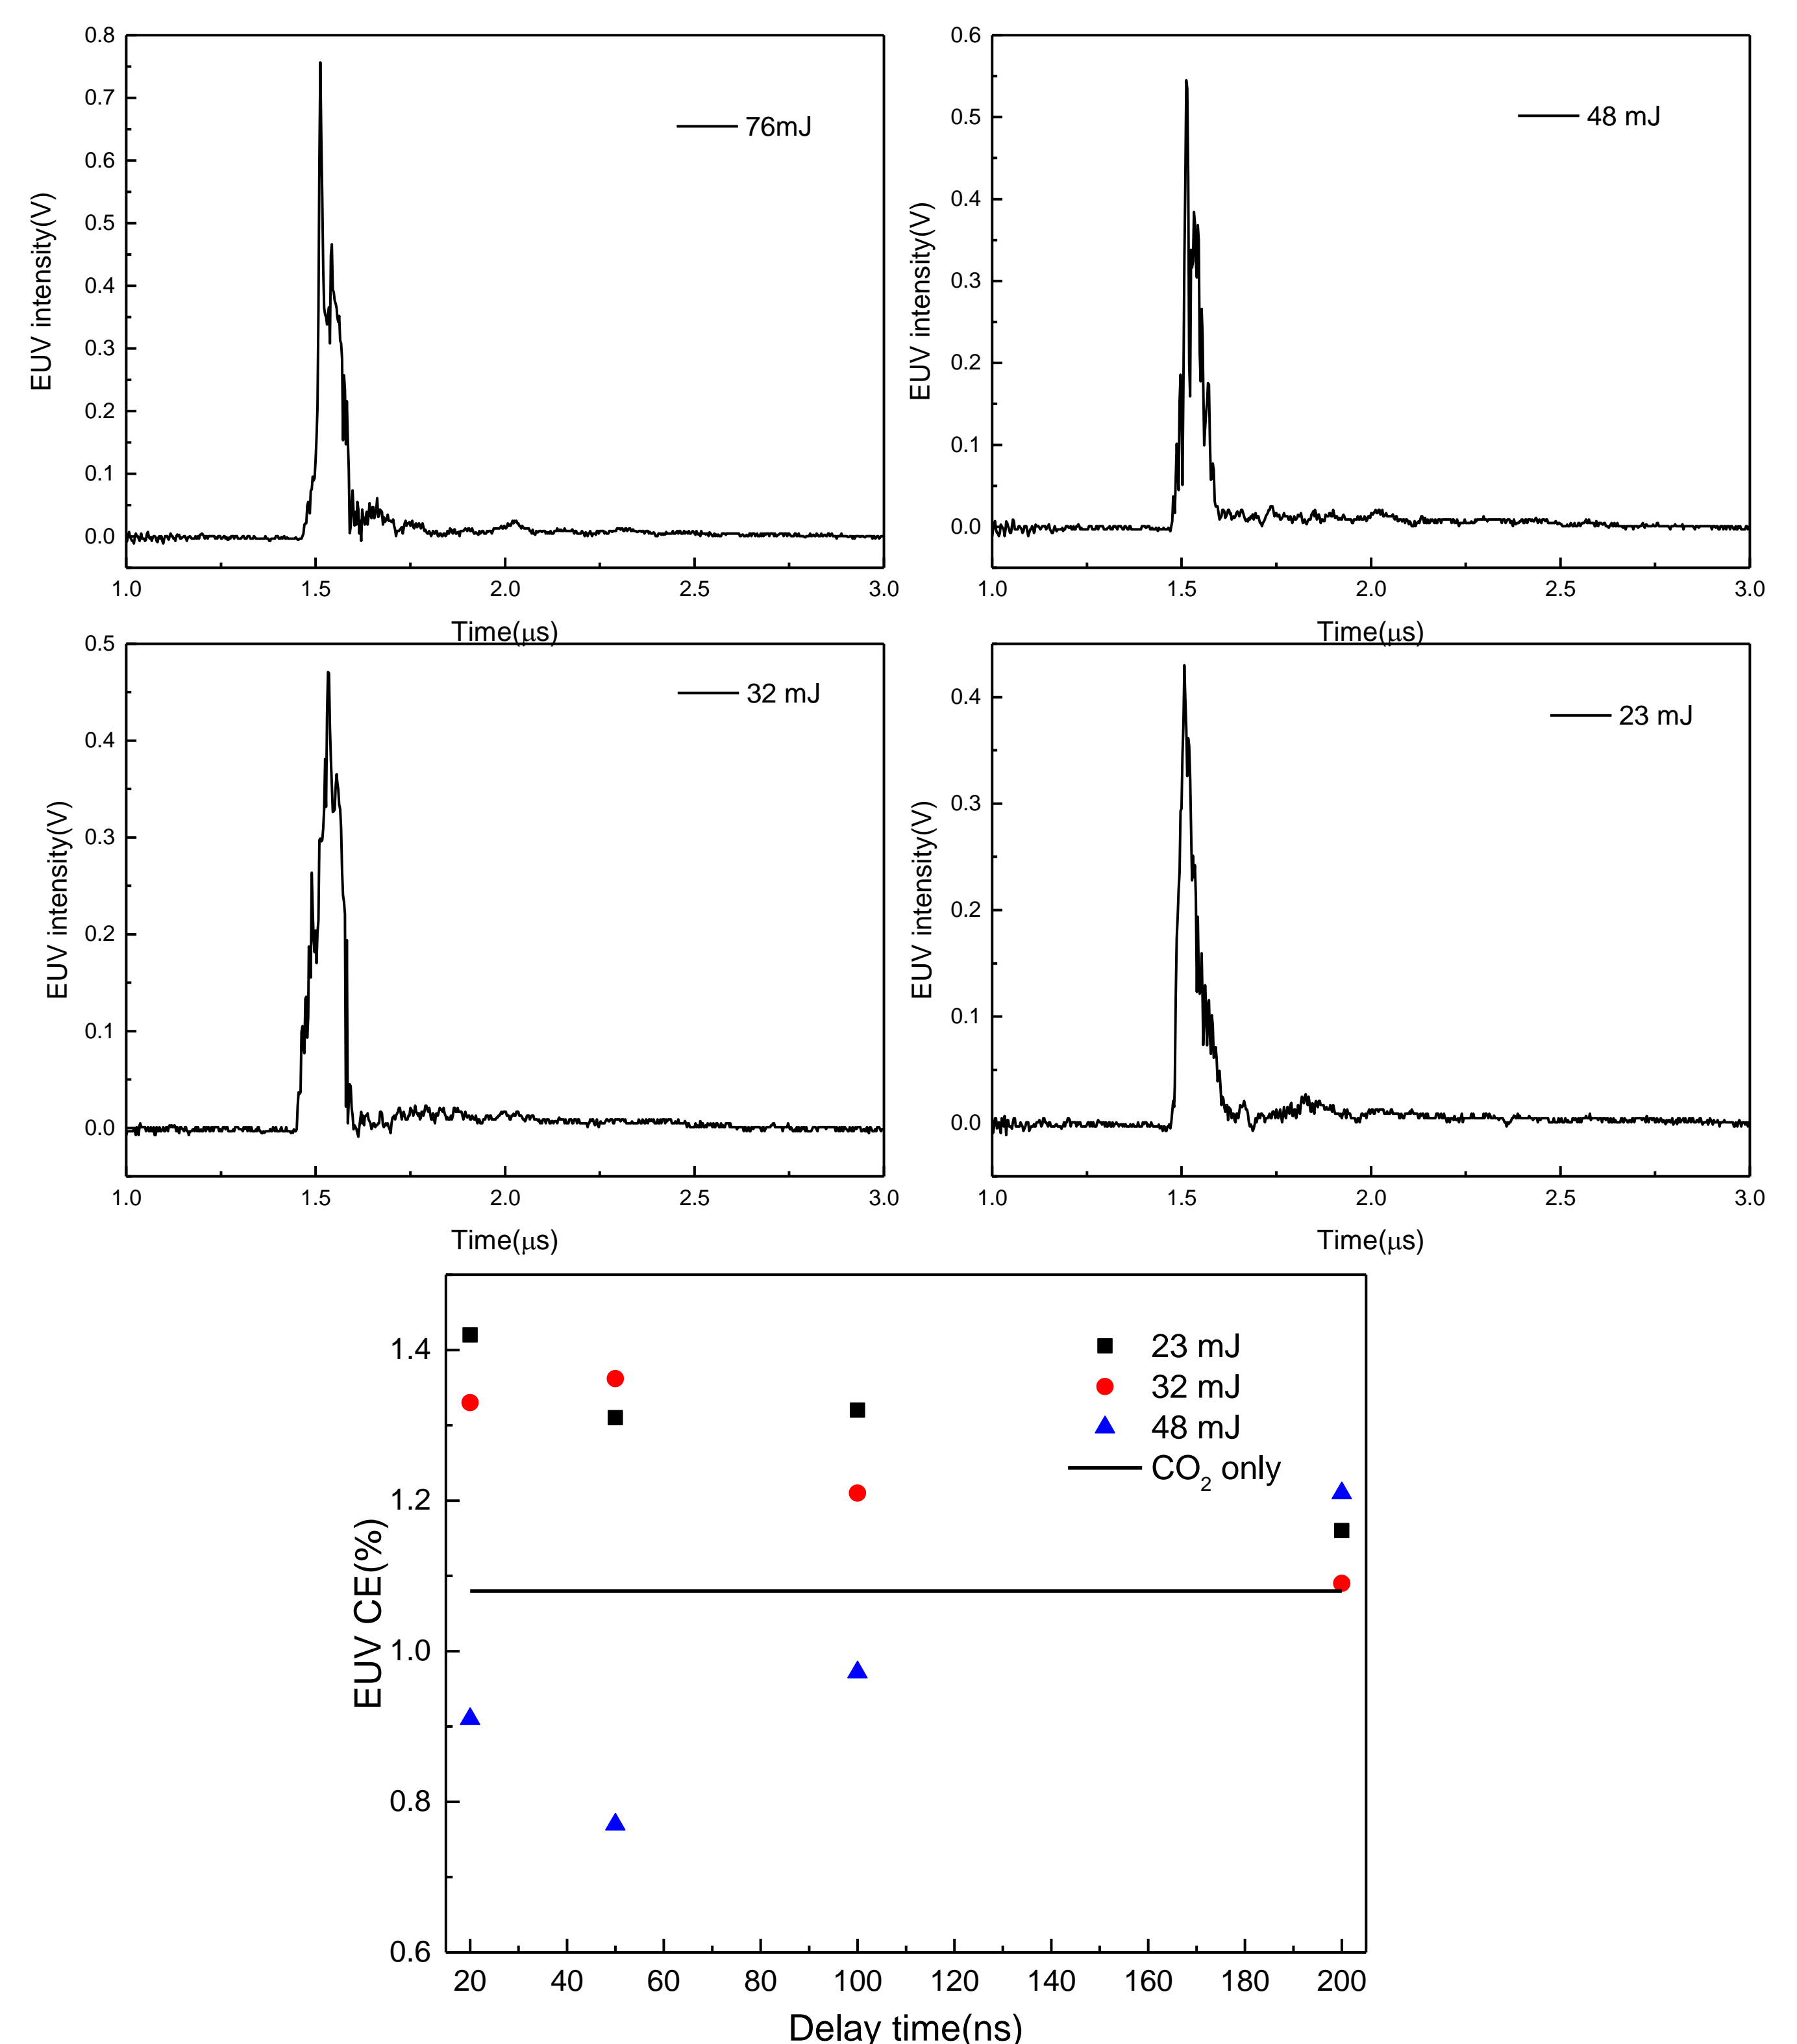 0.8
0.7
0.6
0.5
0.4
0.3
0.2
0.1
0.0
EUV intensity(V)
76mJ
1.0 1.5 2.0 2.5 3.0
Time(μs)
0.6
0.5
0.4
0.3
0.2
0.1
0.0
EUV intensity(V)
48 mJ
1.0 1.5 2.0 2.5 3.0
Time(μs)
0.5
0.4
0.3
0.2
0.1
0.0
EUV intensity(V)
32 mJ
1.0 1.5 2.0 2.5 3.0
Time(μs)
0.4
0.3
0.2
0.1
0.0
EUV intensity(V)
23 mJ
1.0 1.5 2.0 2.5 3.0
Time(μs)
1.4
1.2
1.0
0.8
0.6
EUV CE(%)
23 mJ
32 mJ
48 mJ
CO₂ only
20 40 60 80 100 120 140 160 180 200
Delay time(ns)